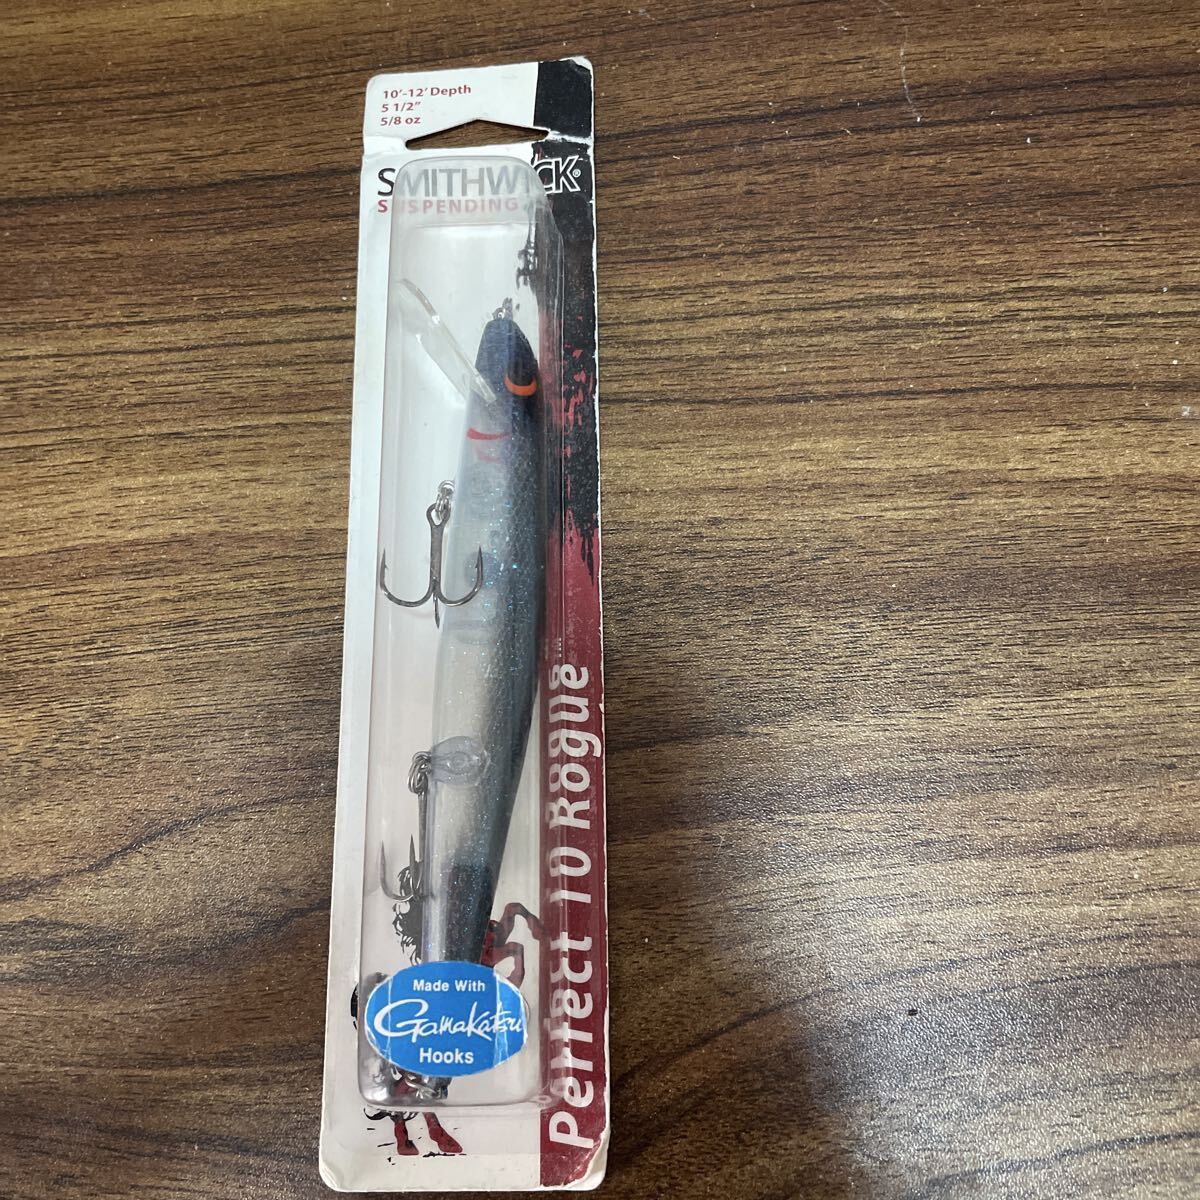 10'-12' Depth
5 1/2"
5/8 oz
SMITHWICK®
SUSPENDING
Perfect 10 Rogue
Made With
Gamakatsu
Hooks